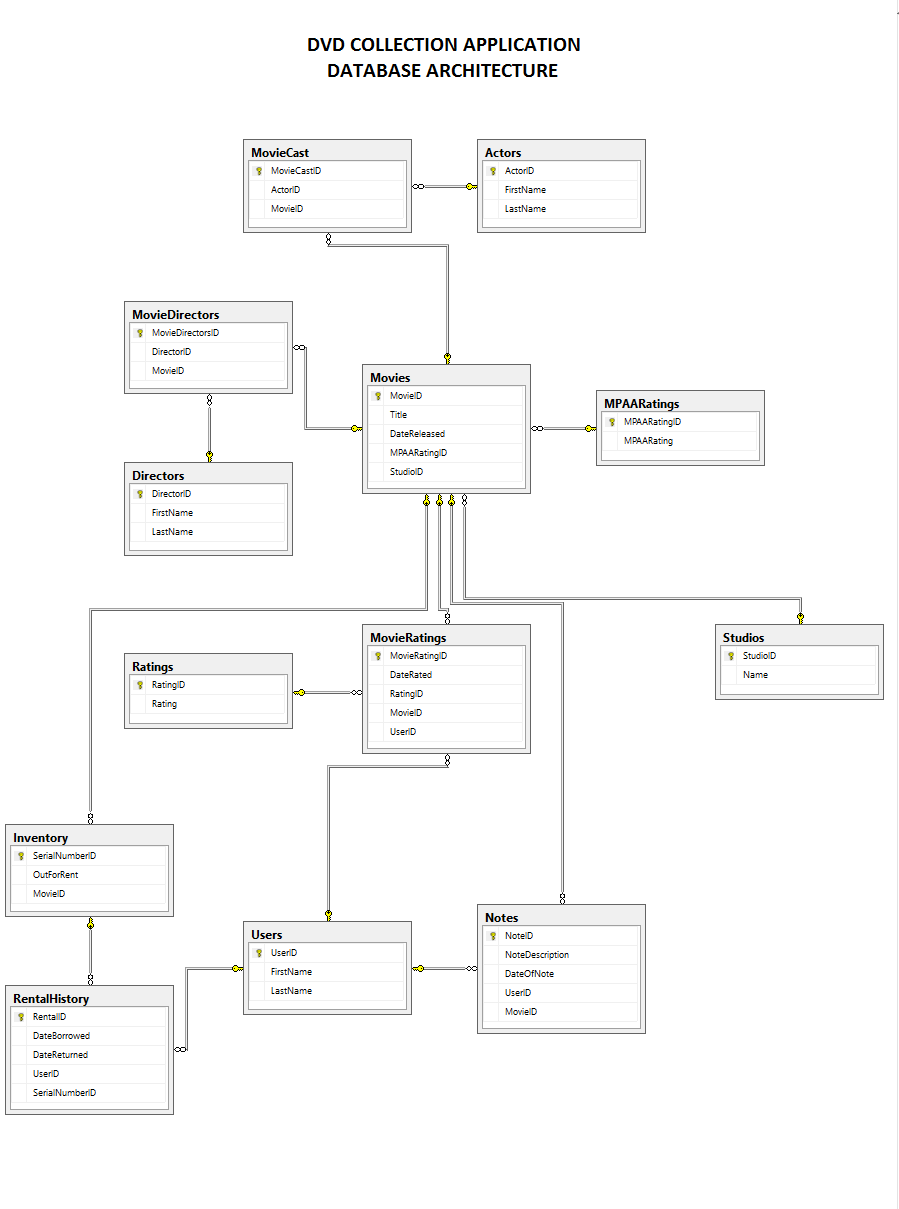 DVD COLLECTION APPLICATION
DATABASE ARCHITECTURE
MovieCast
MovieCastID
ActorID
MovieID
Actors
ActorID
FirstName
LastName
MovieDirectors
MovieDirectorsID
DirectorID
MovieID
Movies
MovieID
Title
DateReleased
MPAARatingID
StudioID
MPAARatings
MPAARatingID
MPAARating
Directors
DirectorID
FirstName
LastName
Ratings
RatingID
Rating
MovieRatings
MovieRatingID
DateRated
RatingID
MovieID
UserID
Studios
StudioID
Name
Inventory
SerialNumberID
OutForRent
MovieID
Users
UserID
FirstName
LastName
Notes
NoteID
NoteDescription
DateOfNote
UserID
MovieID
RentalHistory
RentalID
DateBorrowed
DateReturned
UserID
SerialNumberID